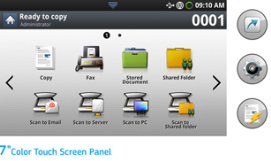 09:10 AM
Ready to copy
Administrator
0001
1
Copy
Fax
Stored
Document
Shared Folder
Scan to Email
Scan to Server
Scan to PC
Scan to
Shared folder
7"Color Touch Screen Panel